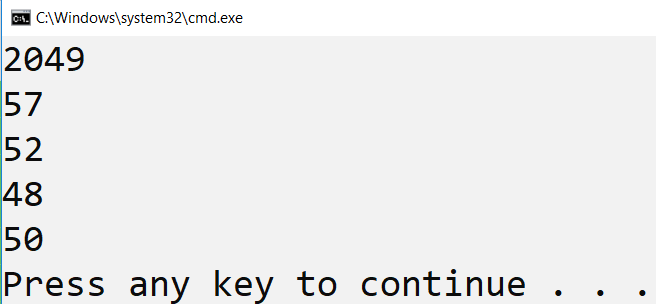 C:\Windows\system32\cmd.exe
2049
57
52
48
50
Press any key to continue . . .